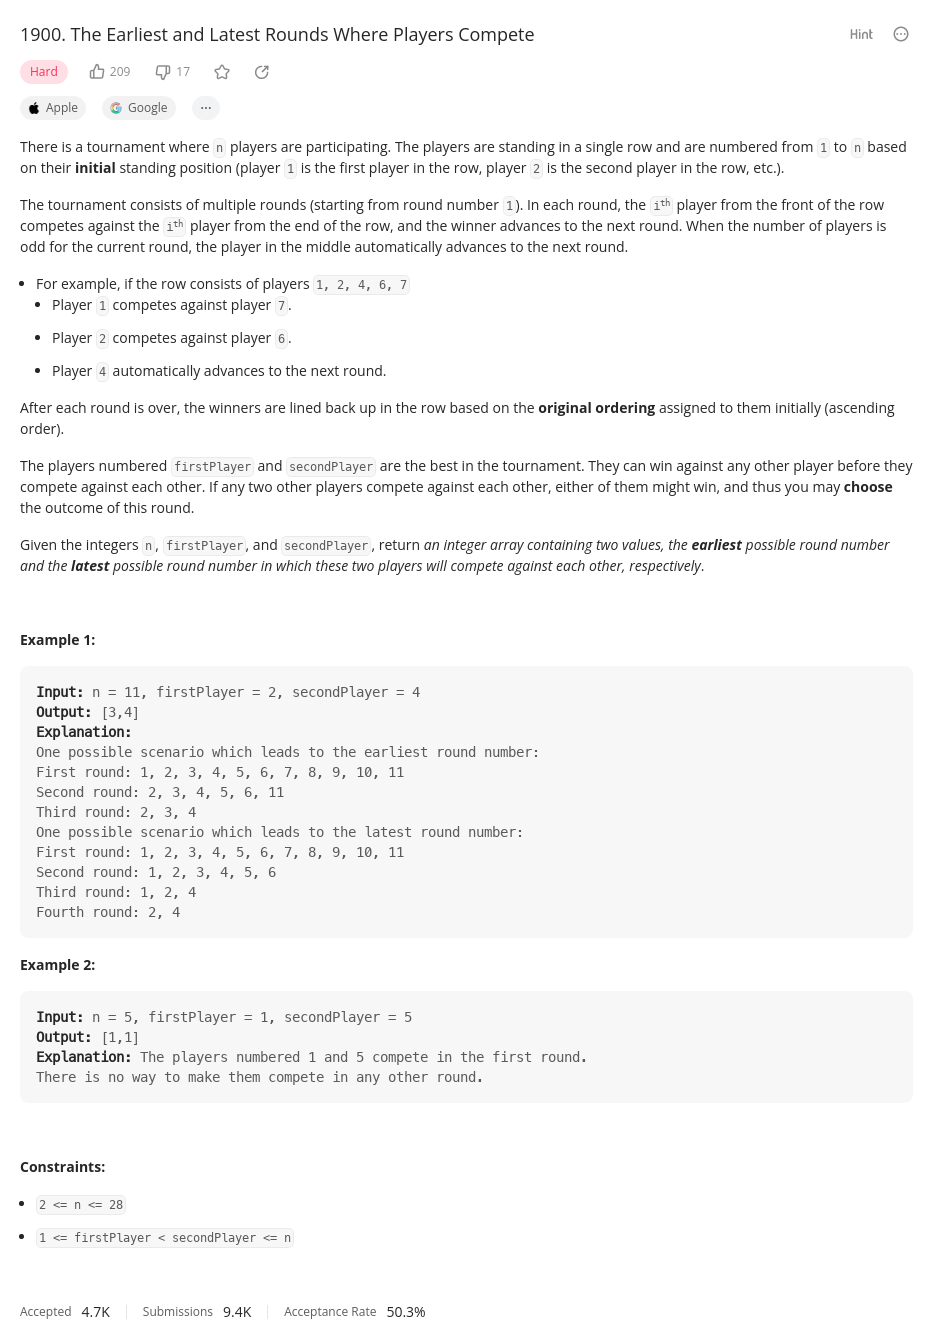 1900. The Earliest and Latest Rounds Where Players Compete
Hint
Hard 209 17
Apple Google ...
There is a tournament where n players are participating. The players are standing in a single row and are numbered from 1 to n based
on their initial standing position (player 1 is the first player in the row, player 2 is the second player in the row, etc.).
The tournament consists of multiple rounds (starting from round number 1). In each round, the ith player from the front of the row
competes against the ith player from the end of the row, and the winner advances to the next round. When the number of players is
odd for the current round, the player in the middle automatically advances to the next round.
• For example, if the row consists of players 1, 2, 4, 6, 7
• Player 1 competes against player 7.
• Player 2 competes against player 6.
• Player 4 automatically advances to the next round.
After each round is over, the winners are lined back up in the row based on the original ordering assigned to them initially (ascending
order).
The players numbered firstPlayer and secondPlayer are the best in the tournament. They can win against any other player before they
compete against each other. If any two other players compete against each other, either of them might win, and thus you may choose
the outcome of this round.
Given the integers n, firstPlayer, and secondPlayer, return an integer array containing two values, the earliest possible round number
and the latest possible round number in which these two players will compete against each other, respectively.
Example 1:
Input: n = 11, firstPlayer = 2, secondPlayer = 4
Output: [3,4]
Explanation:
One possible scenario which leads to the earliest round number:
First round: 1, 2, 3, 4, 5, 6, 7, 8, 9, 10, 11
Second round: 2, 3, 4, 5, 6, 11
Third round: 2, 3, 4
One possible scenario which leads to the latest round number:
First round: 1, 2, 3, 4, 5, 6, 7, 8, 9, 10, 11
Second round: 1, 2, 3, 4, 5, 6
Third round: 1, 2, 4
Fourth round: 2, 4
Example 2:
Input: n = 5, firstPlayer = 1, secondPlayer = 5
Output: [1,1]
Explanation: The players numbered 1 and 5 compete in the first round.
There is no way to make them compete in any other round.
Constraints:
• 2 <= n <= 28
• 1 <= firstPlayer < secondPlayer <= n
Accepted 4.7K Submissions 9.4K Acceptance Rate 50.3%